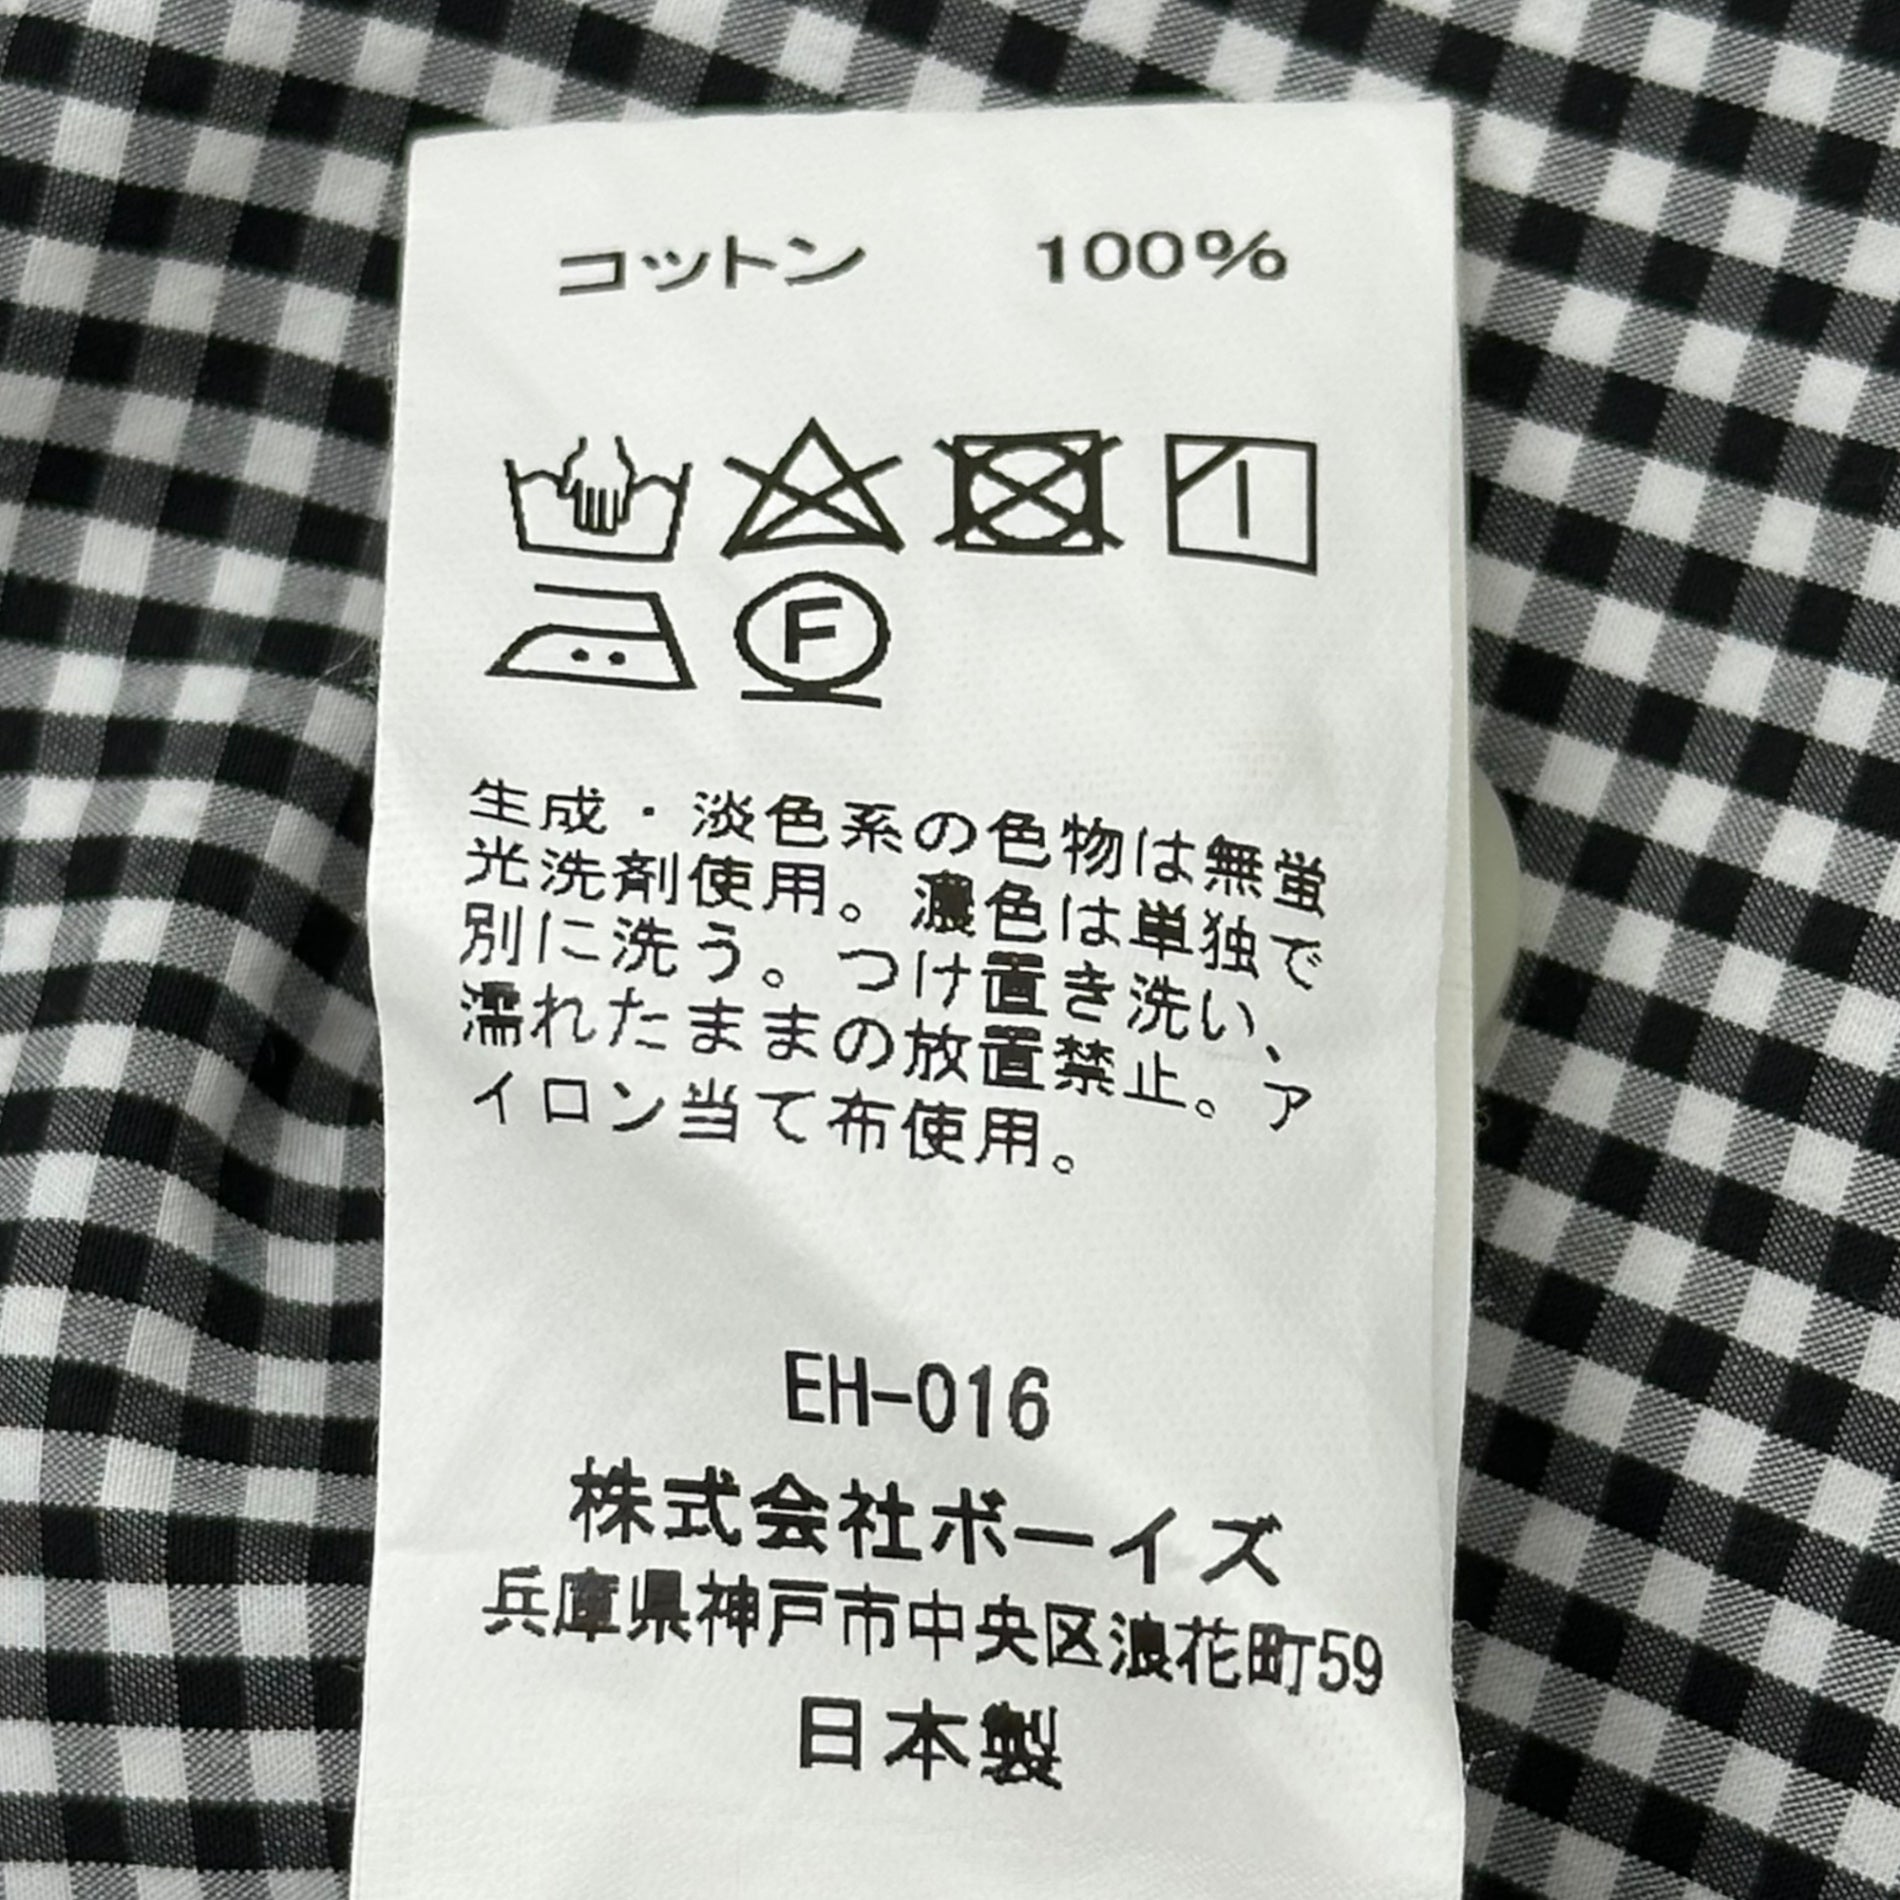 コットン 100%
F
生成・淡色系の色物は無蛍
光洗剤使用。濃色は単独で
別に洗う。つけ置き洗い、
濡れたままの放置禁止。ア
イロン当て布使用。
EH-016
株式会社ボーイズ
兵庫県神戸市中央区浪花町59
日本製